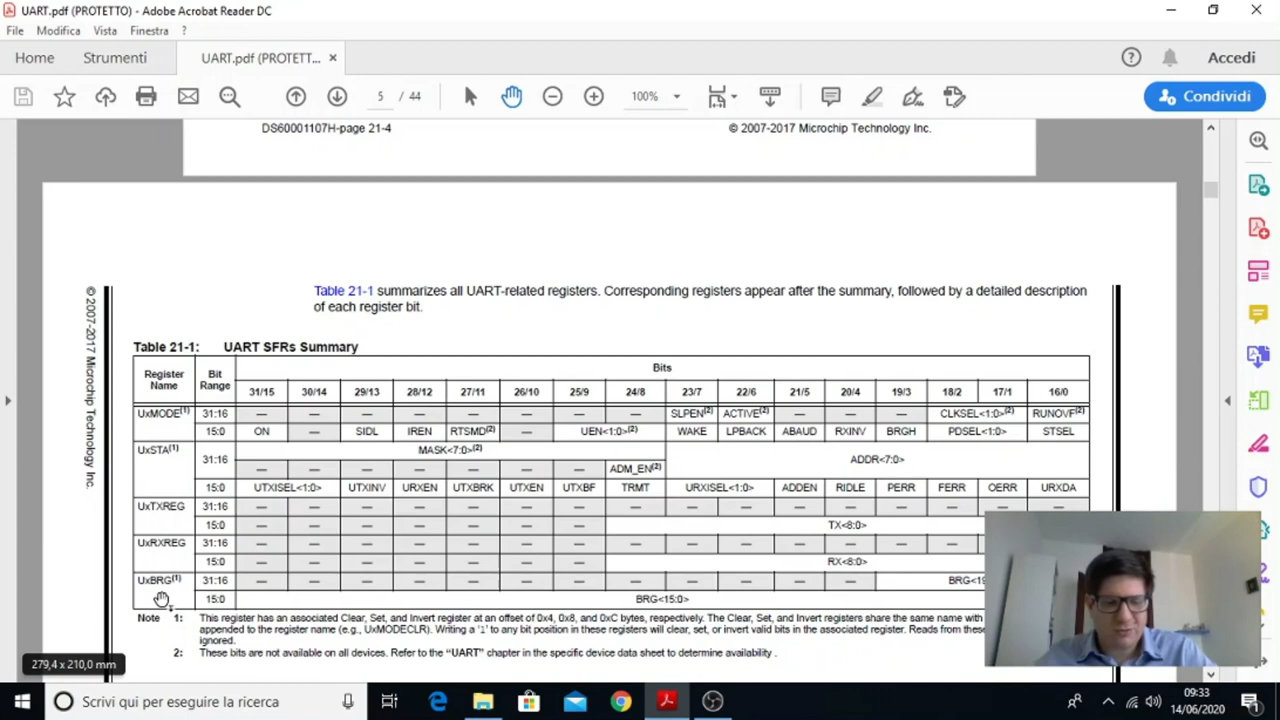 UART.pdf (PROTETTO) - Adobe Acrobat Reader DC
File Modifica Vista Finestra ?
Home Strumenti UART.pdf (PROTETT... × Accedi
5 / 44 100% Condividi
DS60001107H-page 21-4 © 2007-2017 Microchip Technology Inc.
© 2007-2017 Microchip Technology Inc.
Table 21-1 summarizes all UART-related registers. Corresponding registers appear after the summary, followed by a detailed description
of each register bit.
Table 21-1: UART SFRs Summary
Register Name Bit Range Bits
31/15 30/14 29/13 28/12 27/11 26/10 25/9 24/8 23/7 22/6 21/5 20/4 19/3 18/2 17/1 16/0
UxMODE(1) 31:16 — — — — — — — — SLPEN(2) ACTIVE(2) — — — CLKSEL<1:0>(2) RUNOVF(2)
15:0 ON — SIDL IREN RTSMD(2) — UEN<1:0>(2) WAKE LPBACK ABAUD RXINV BRGH PDSEL<1:0> STSEL
UxSTA(1) 31:16 MASK<7:0>(2) ADDR<7:0>
— — — — — — — ADM_EN(2)
15:0 UTXISEL<1:0> UTXINV URXEN UTXBRK UTXEN UTXBF TRMT URXISEL<1:0> ADDEN RIDLE PERR FERR OERR URXDA
UxTXREG 31:16 — — — — — — — — — — — — — — — —
15:0 — — — — — — — TX<8:0>
UxRXREG 31:16 — — — — — — — — — — — — — —
15:0 — — — — — — — RX<8:0>
UxBRG(1) 31:16 — — — — — — — — — — — — BRG<19
15:0 BRG<15:0>
Note 1: This register has an associated Clear, Set, and Invert register at an offset of 0x4, 0x8, and 0xC bytes, respectively. The Clear, Set, and Invert registers share the same name with
appended to the register name (e.g., UxMODECLR). Writing a '1' to any bit position in these registers will clear, set, or invert valid bits in the associated register. Reads from these
ignored.
2: These bits are not available on all devices. Refer to the "UART" chapter in the specific device data sheet to determine availability .
279,4 x 210,0 mm
Scrivi qui per eseguire la ricerca
09:33
14/06/2020
1